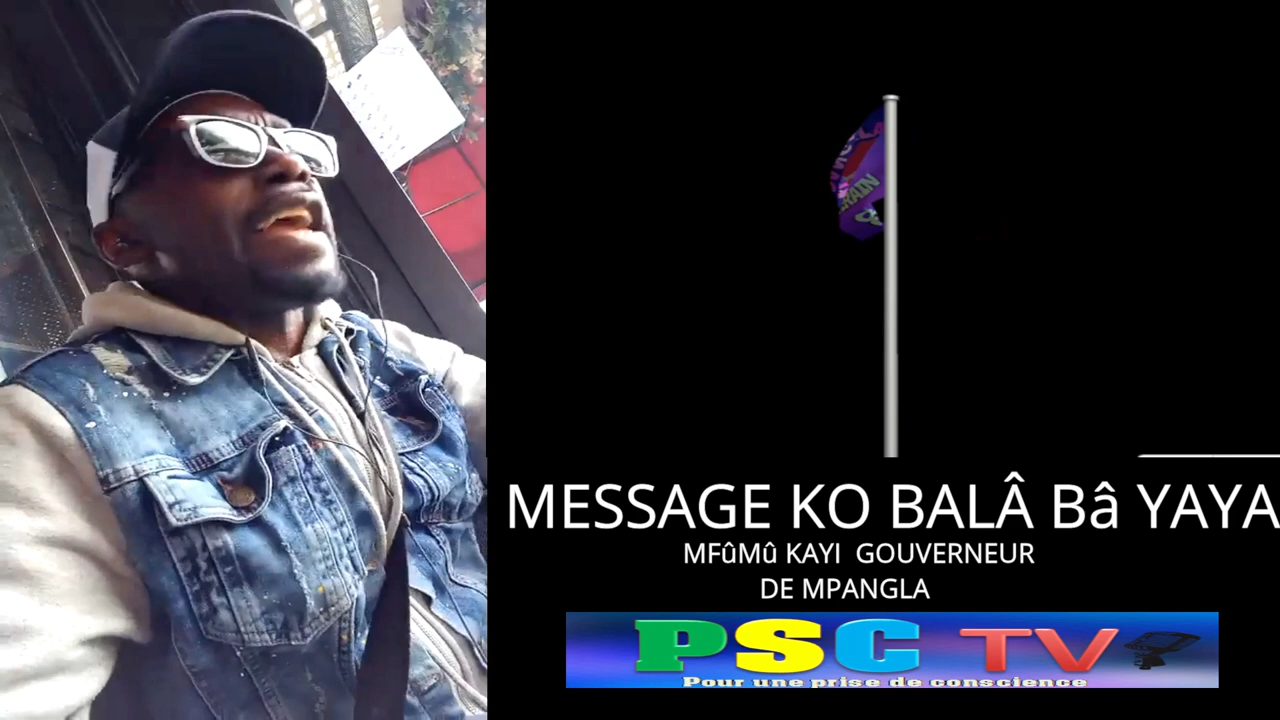 MESSAGE KO BALÂ Bâ YAYA
MFûMû KAYI GOUVERNEUR
DE MPANGLA
PSC TV
Pour une prise de conscience